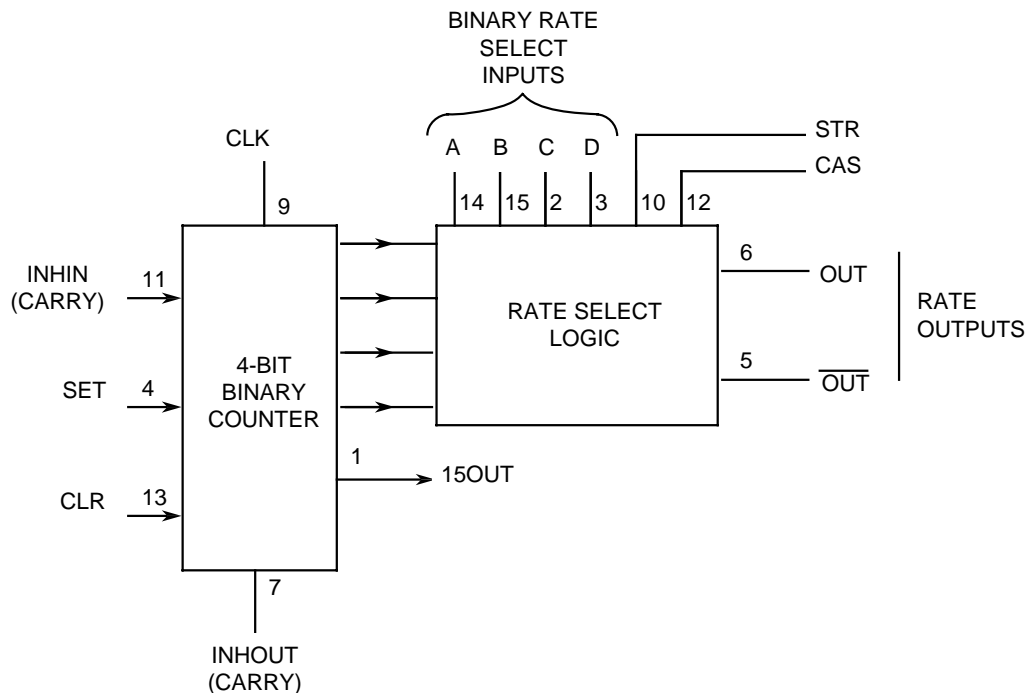 BINARY RATE
SELECT
INPUTS
A B C D
STR
CAS
CLK
9
14 15 2 3 10 12
INHIN
(CARRY)
11
SET
4
CLR
13
4-BIT
BINARY
COUNTER
RATE SELECT
LOGIC
6
OUT
5
OUT
RATE
OUTPUTS
1
15OUT
7
INHOUT
(CARRY)